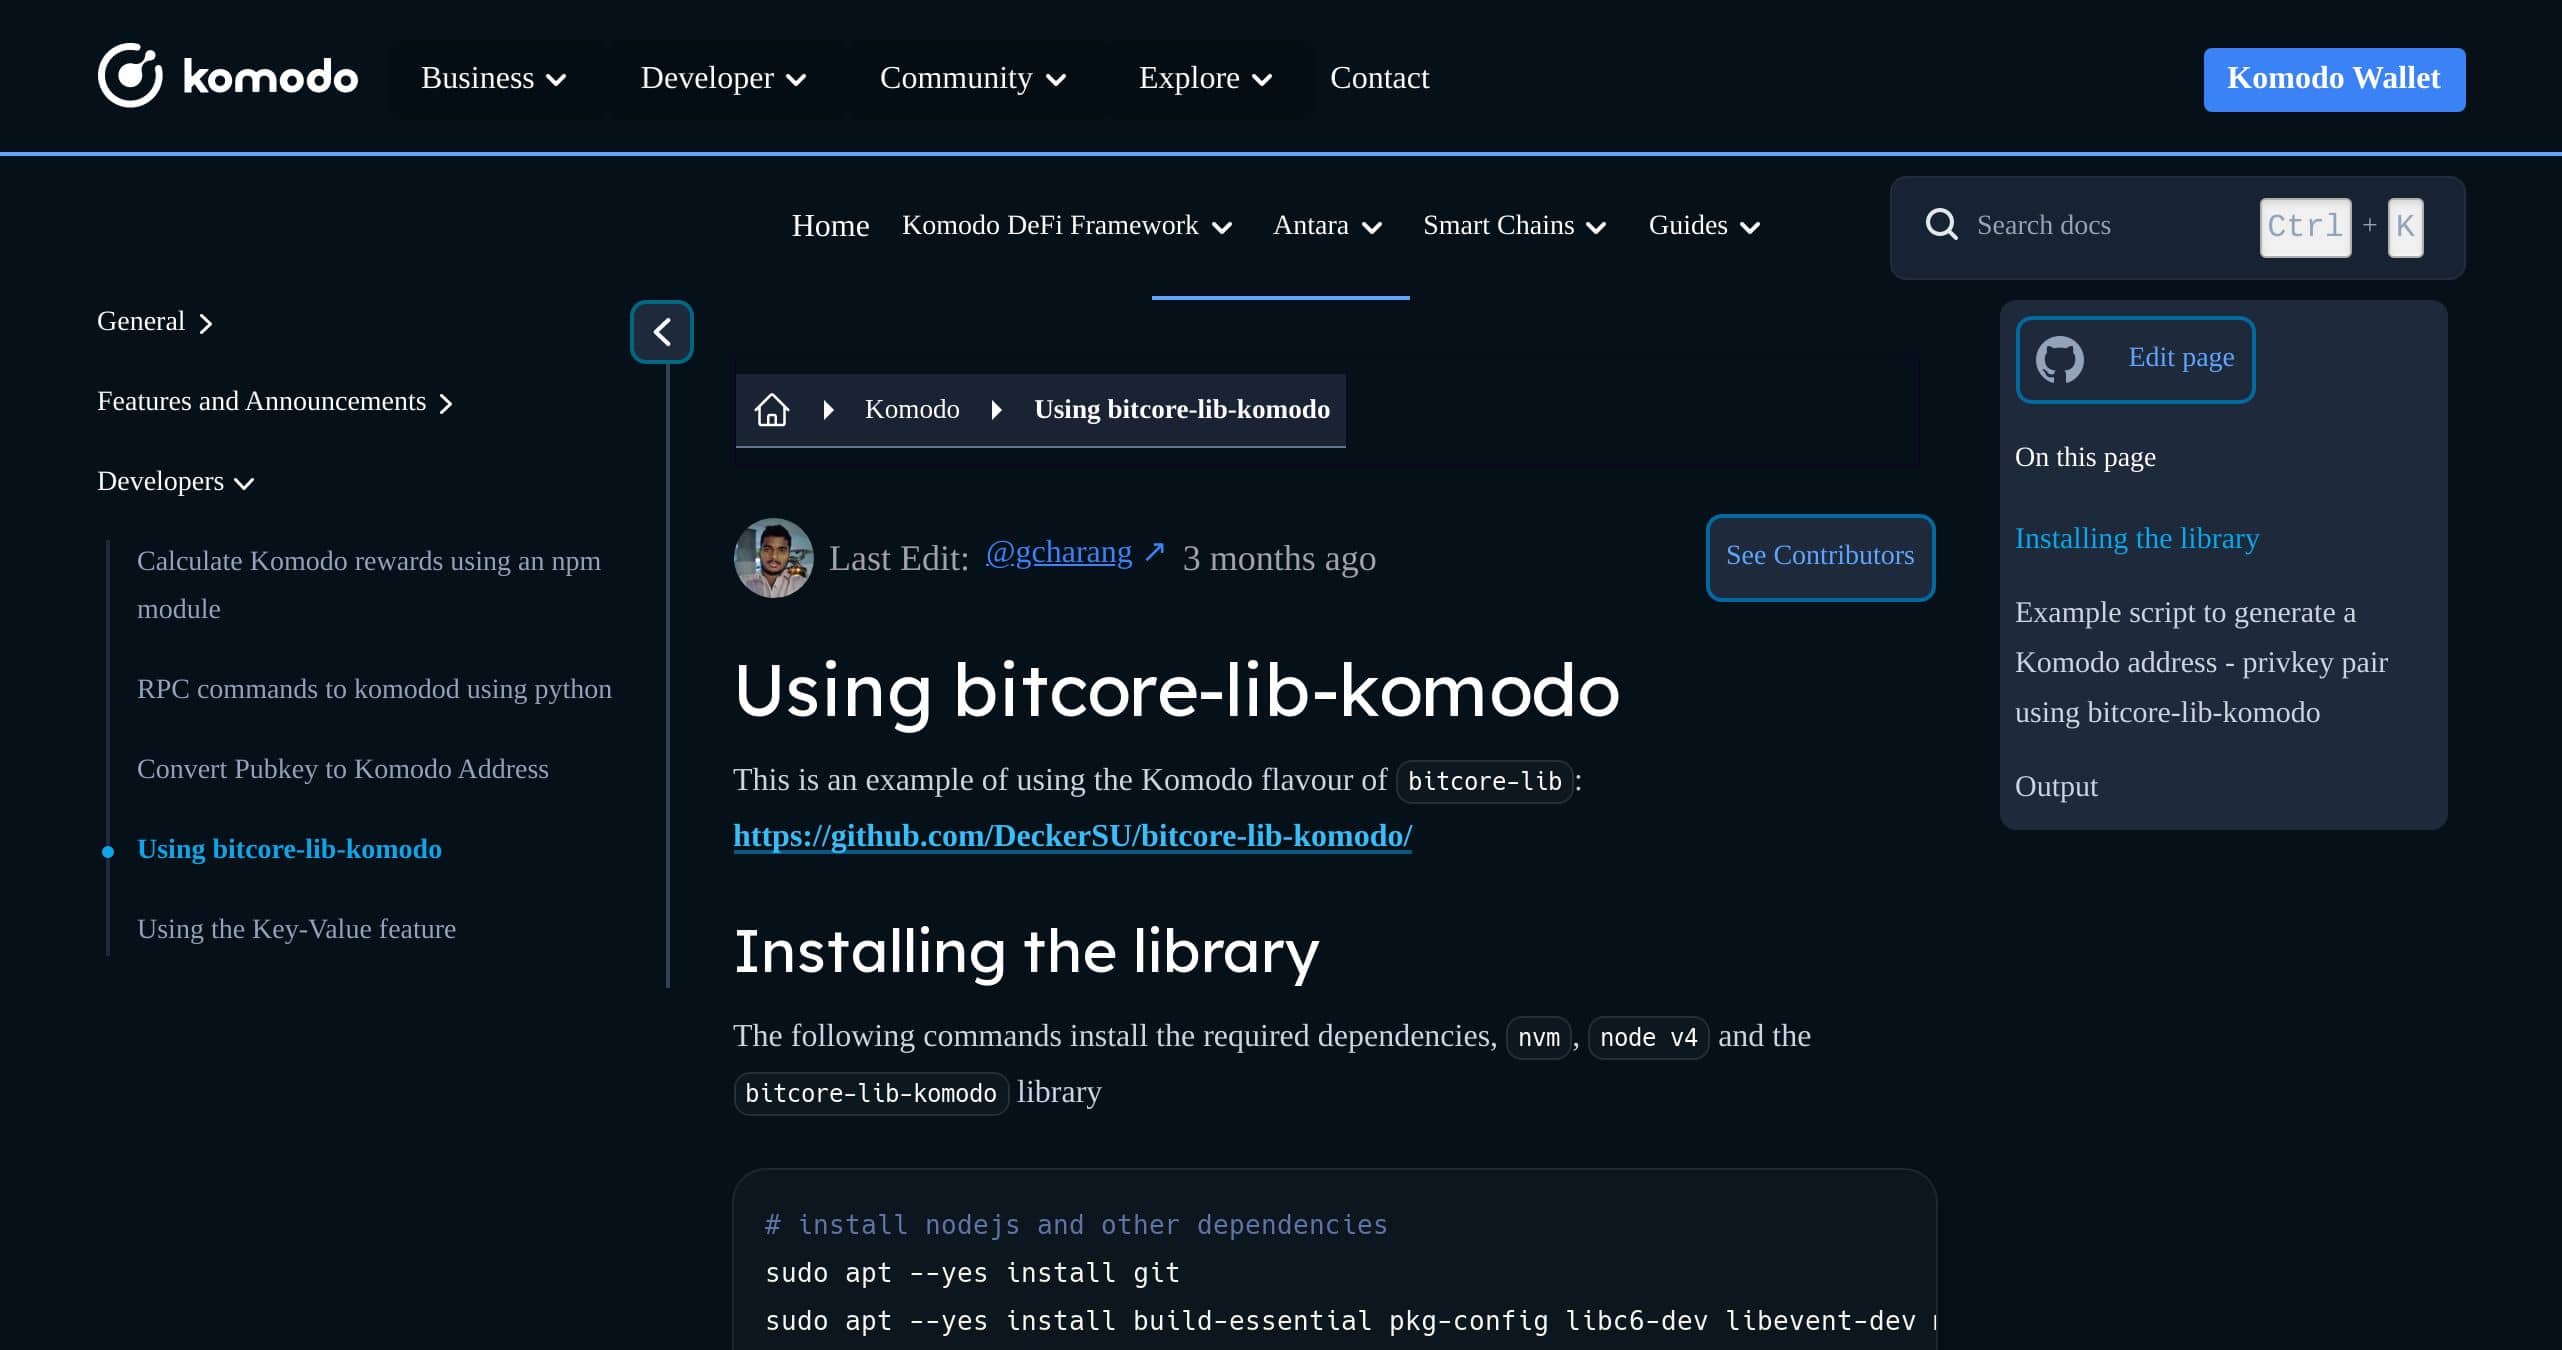 komodo
Business
Developer
Community
Explore
Contact
Komodo Wallet
Home
Komodo DeFi Framework
Antara
Smart Chains
Guides
Search docs
Ctrl + K
General
Features and Announcements
Developers
Calculate Komodo rewards using an npm
module
RPC commands to komodod using python
Convert Pubkey to Komodo Address
Using bitcore-lib-komodo
Using the Key-Value feature
Komodo
Using bitcore-lib-komodo
Last Edit: @gcharang ↗ 3 months ago
See Contributors
Using bitcore-lib-komodo
This is an example of using the Komodo flavour of bitcore-lib:
https://github.com/DeckerSU/bitcore-lib-komodo/
Installing the library
The following commands install the required dependencies, nvm, node v4 and the
bitcore-lib-komodo library
# install nodejs and other dependencies
sudo apt --yes install git
sudo apt --yes install build-essential pkg-config libc6-dev libevent-dev
Edit page
On this page
Installing the library
Example script to generate a
Komodo address - privkey pair
using bitcore-lib-komodo
Output